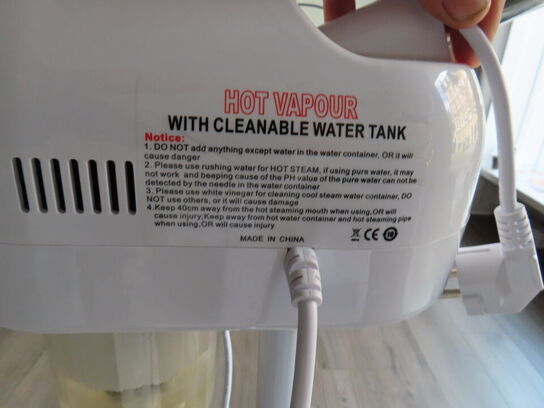 HOT VAPOUR
WITH CLEANABLE WATER TANK
Notice:
1. DO NOT add anything except water in the water container, OR it will
cause danger
2. Please use rushing water for HOT STEAM, if using pure water, it may
not work and beeping cause of the PH value of the pure water can not be
detected by the needle in the water container
3. Please use white vinegar for cleaning cool steam water container, DO
NOT use others, or it will cause damage
4.Keep 40cm away from the hot steaming mouth when using,OR will
cause injury;Keep away from hot water container and hot steaming pipe
when using,OR will cause injury
MADE IN CHINA CE